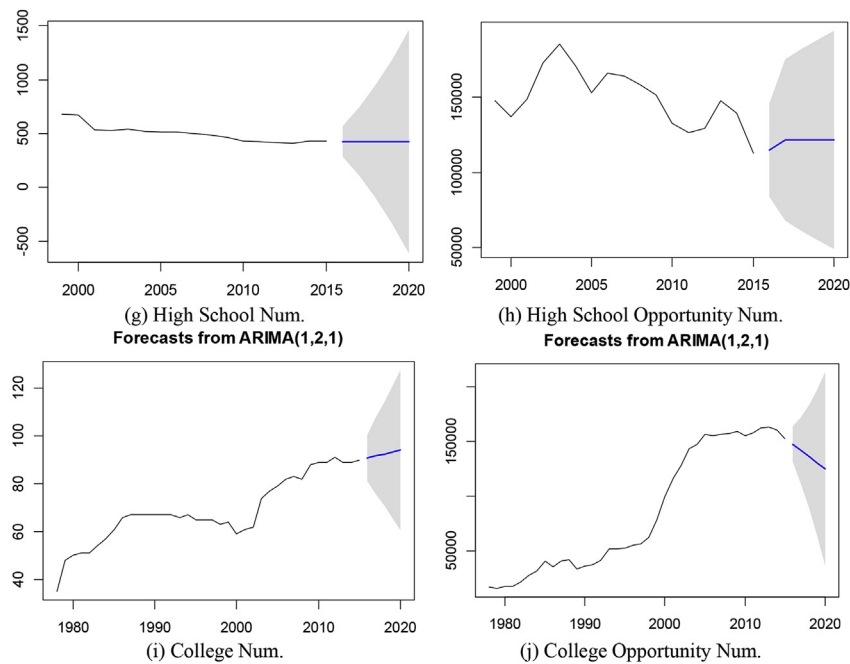 1500
1000
500
0
-500
2000 2005 2010 2015 2020
(g) High School Num.
150000
100000
50000
2000 2005 2010 2015 2020
(h) High School Opportunity Num.
Forecasts from ARIMA(1,2,1)
120
100
80
60
40
1980 1990 2000 2010 2020
(i) College Num.
Forecasts from ARIMA(1,2,1)
150000
50000
1980 1990 2000 2010 2020
(j) College Opportunity Num.